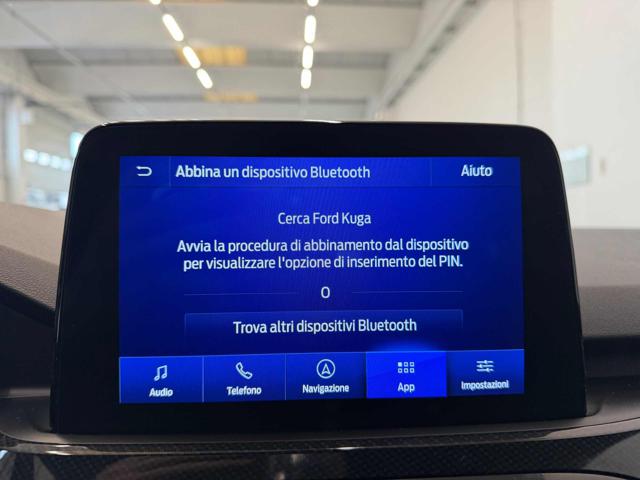 Abbina un dispositivo Bluetooth
Aiuto
Cerca Ford Kuga
Avvia la procedura di abbinamento dal dispositivo
per visualizzare l'opzione di inserimento del PIN.
O
Trova altri dispositivi Bluetooth
Audio
Telefono
Navigazione
App
Impostazioni